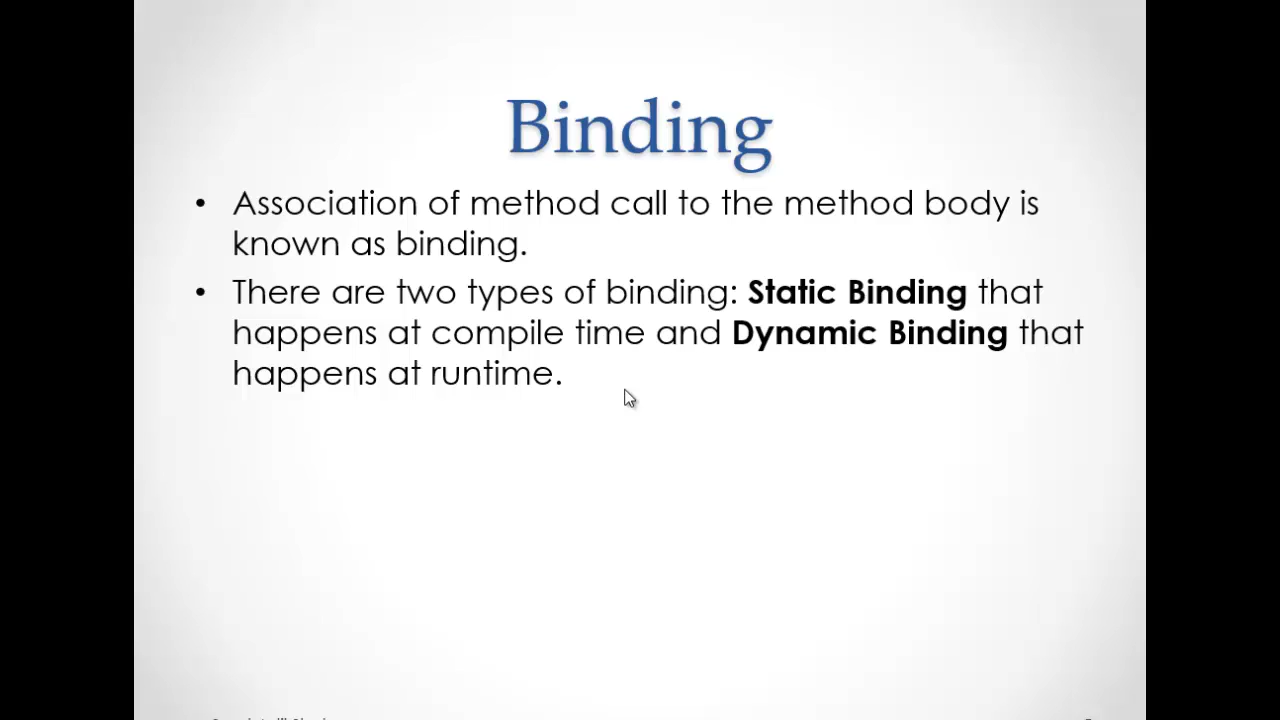 Binding
• Association of method call to the method body is
known as binding.
• There are two types of binding: Static Binding that
happens at compile time and Dynamic Binding that
happens at runtime.